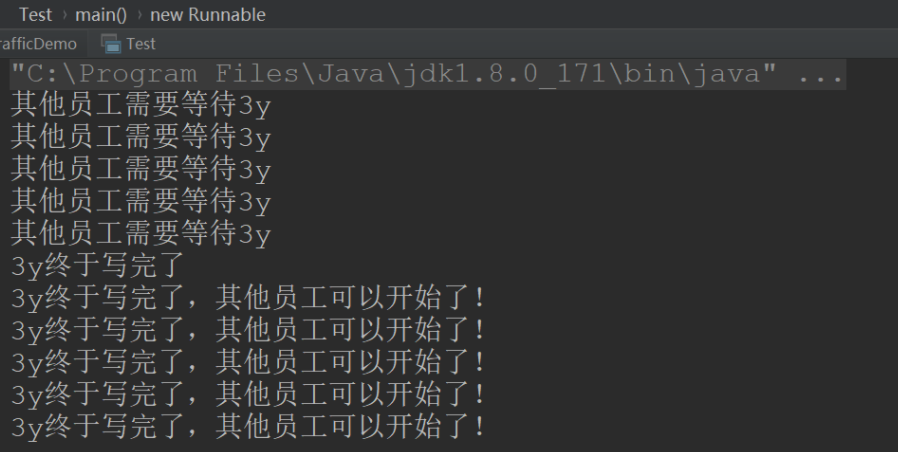 Test › main() › new Runnable
rafficDemo Test
"C:\Program Files\Java\jdk1.8.0_171\bin\java" ...
其他员工需要等待3y
其他员工需要等待3y
其他员工需要等待3y
其他员工需要等待3y
其他员工需要等待3y
3y终于写完了
3y终于写完了，其他员工可以开始了！
3y终于写完了，其他员工可以开始了！
3y终于写完了，其他员工可以开始了！
3y终于写完了，其他员工可以开始了！
3y终于写完了，其他员工可以开始了！